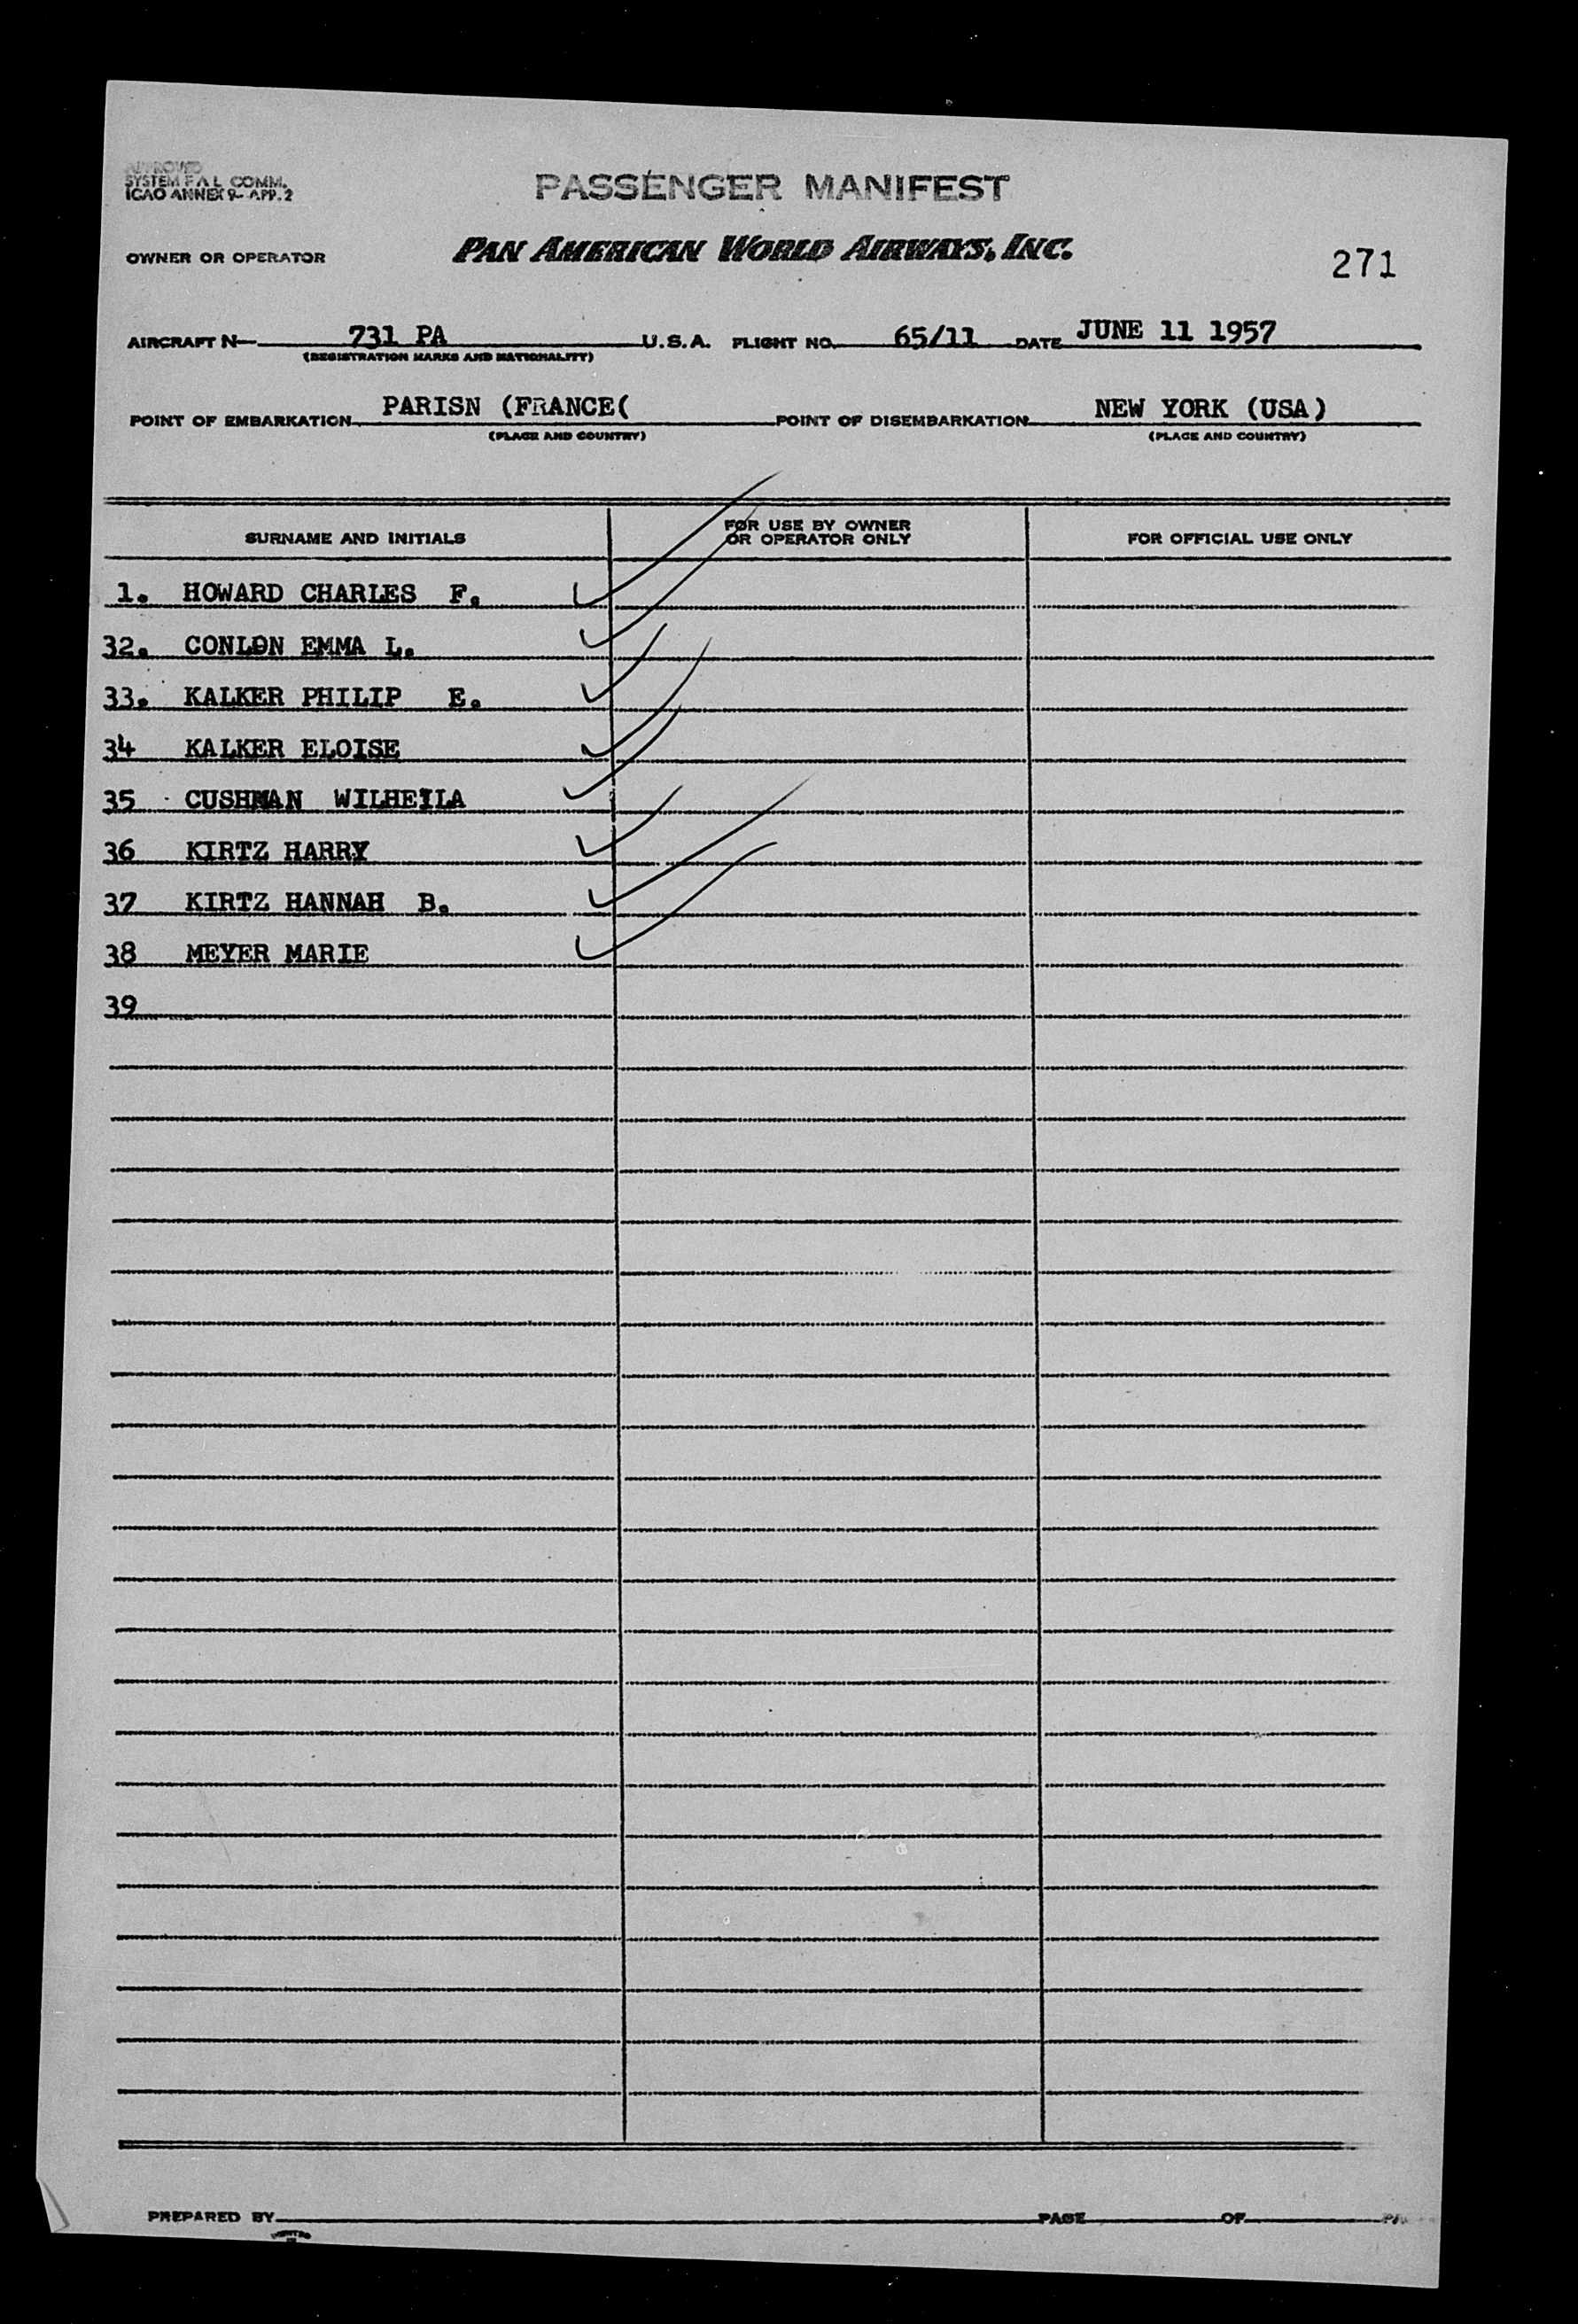 APPROVED
SYSTEM FAL COMM.
ICAO ANNEX 9- APP. 2
PASSENGER MANIFEST
OWNER OR OPERATOR PAN AMERICAN WORLD AIRWAYS, INC. 271
AIRCRAFT N 731 PA U.S.A. FLIGHT NO. 65/11 DATE JUNE 11 1957
(REGISTRATION MARKS AND NATIONALITY)
POINT OF EMBARKATION PARISN (FRANCE( POINT OF DISEMBARKATION NEW YORK (USA)
(PLACE AND COUNTRY) (PLACE AND COUNTRY)
SURNAME AND INITIALS FOR USE BY OWNER OR OPERATOR ONLY FOR OFFICIAL USE ONLY
1. HOWARD CHARLES F.
32. CONLON EMMA L.
33. KALKER PHILIP E.
34 KALKER ELOISE
35 CUSHMAN WILHEILA
36 KIRTZ HARRY
37 KIRTZ HANNAH B.
38 MEYER MARIE
39
PREPARED BY PAGE OF